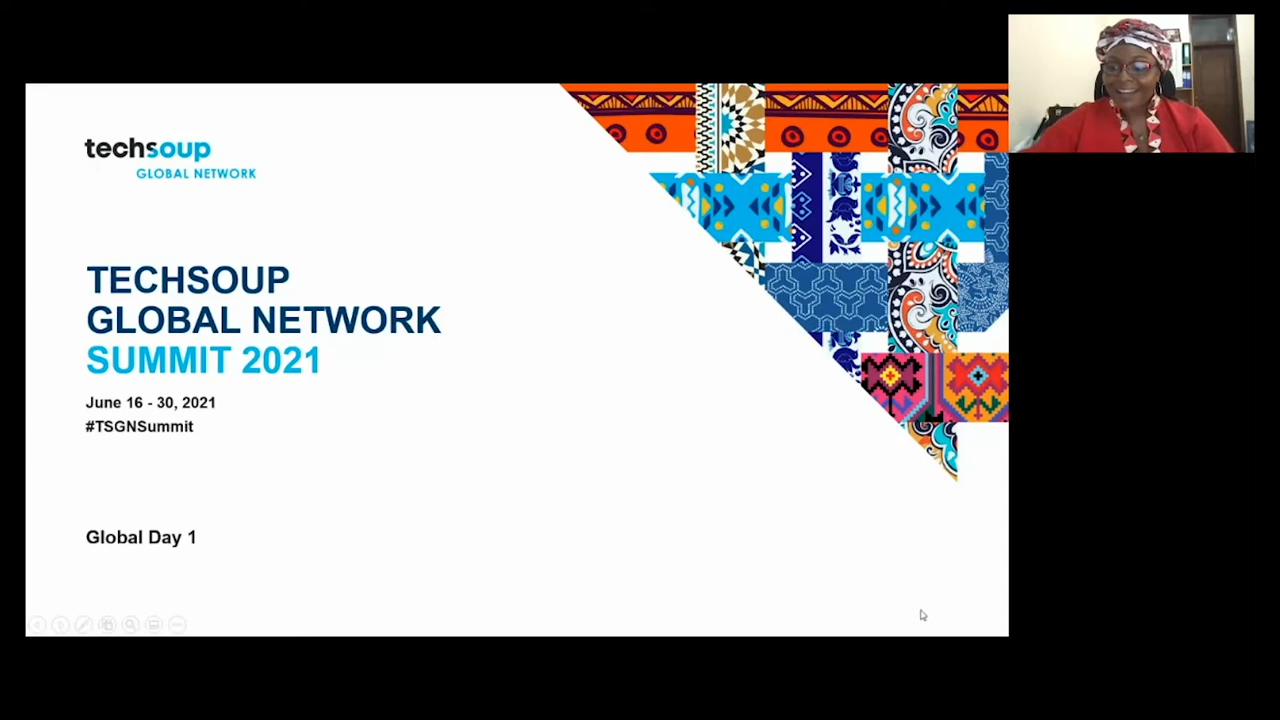 techsoup
GLOBAL NETWORK
TECHSOUP
GLOBAL NETWORK
SUMMIT 2021
June 16 - 30, 2021
#TSGNSummit
Global Day 1